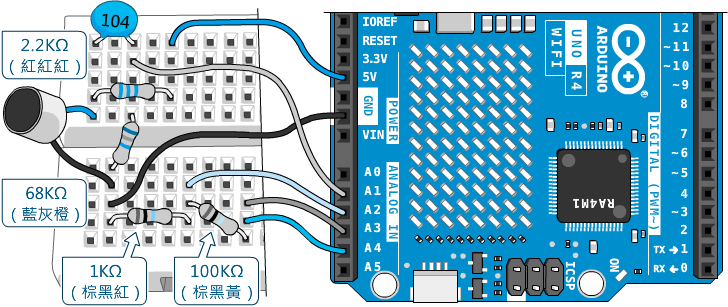 104
2.2KΩ
（紅紅紅）
68KΩ
（藍灰橙）
1KΩ
（棕黑紅）
100KΩ
（棕黑黃）
IOREF
RESET
3.3V
5V
GND
VIN
POWER
A0
A1
A2
A3
A4
A5
ANALOG IN
WIFI
UNO R4
ARDUINO
®
RA4M1
ICSP
ON
DIGITAL (PWM~)
12
~11
~10
~9
8
7
~6
~5
4
~3
2
TX→1
RX←0